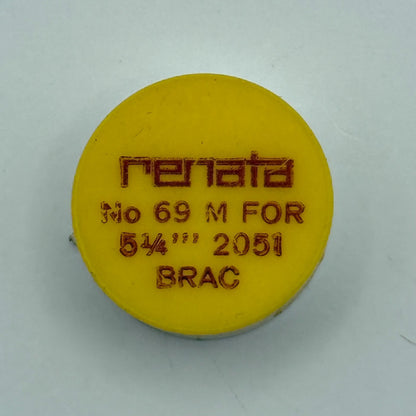 renata
No 69 M FOR
5¼''' 2051
BRAC